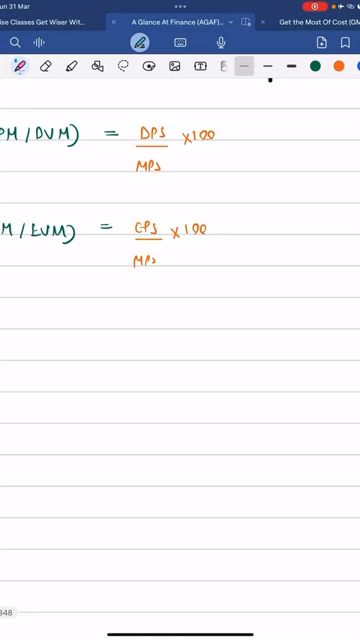 un 31 Mar
ise Classes Get Wiser Wit...
A Glance At Finance (AGAF)
Get the Most Of Cost (GM
PM / DVM) = DPS × 100
MPS
M / EVM) = EPS × 100
MPS
348